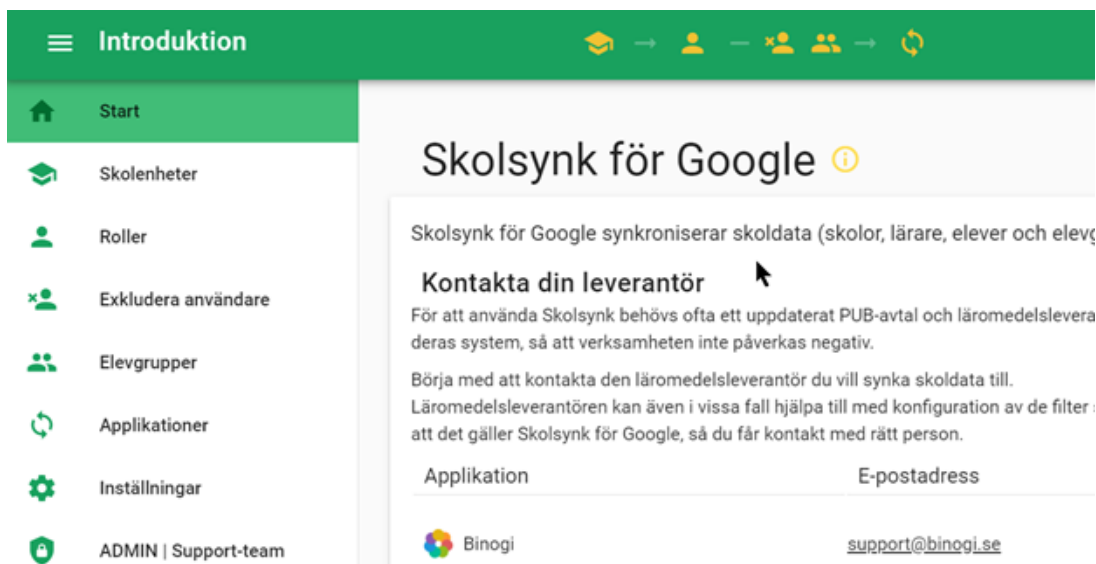 Introduktion
Start
Skolenheter
Roller
Exkludera användare
Elevgrupper
Applikationer
Inställningar
ADMIN | Support-team
Skolsynk för Google
Skolsynk för Google synkroniserar skoldata (skolor, lärare, elever och elevg
Kontakta din leverantör
För att använda Skolsynk behövs ofta ett uppdaterat PUB-avtal och läromedelslevera
deras system, så att verksamheten inte påverkas negativ.
Börja med att kontakta den läromedelsleverantör du vill synka skoldata till.
Läromedelsleverantören kan även i vissa fall hjälpa till med konfiguration av de filter
att det gäller Skolsynk för Google, så du får kontakt med rätt person.
Applikation E-postadress
Binogi support@binogi.se